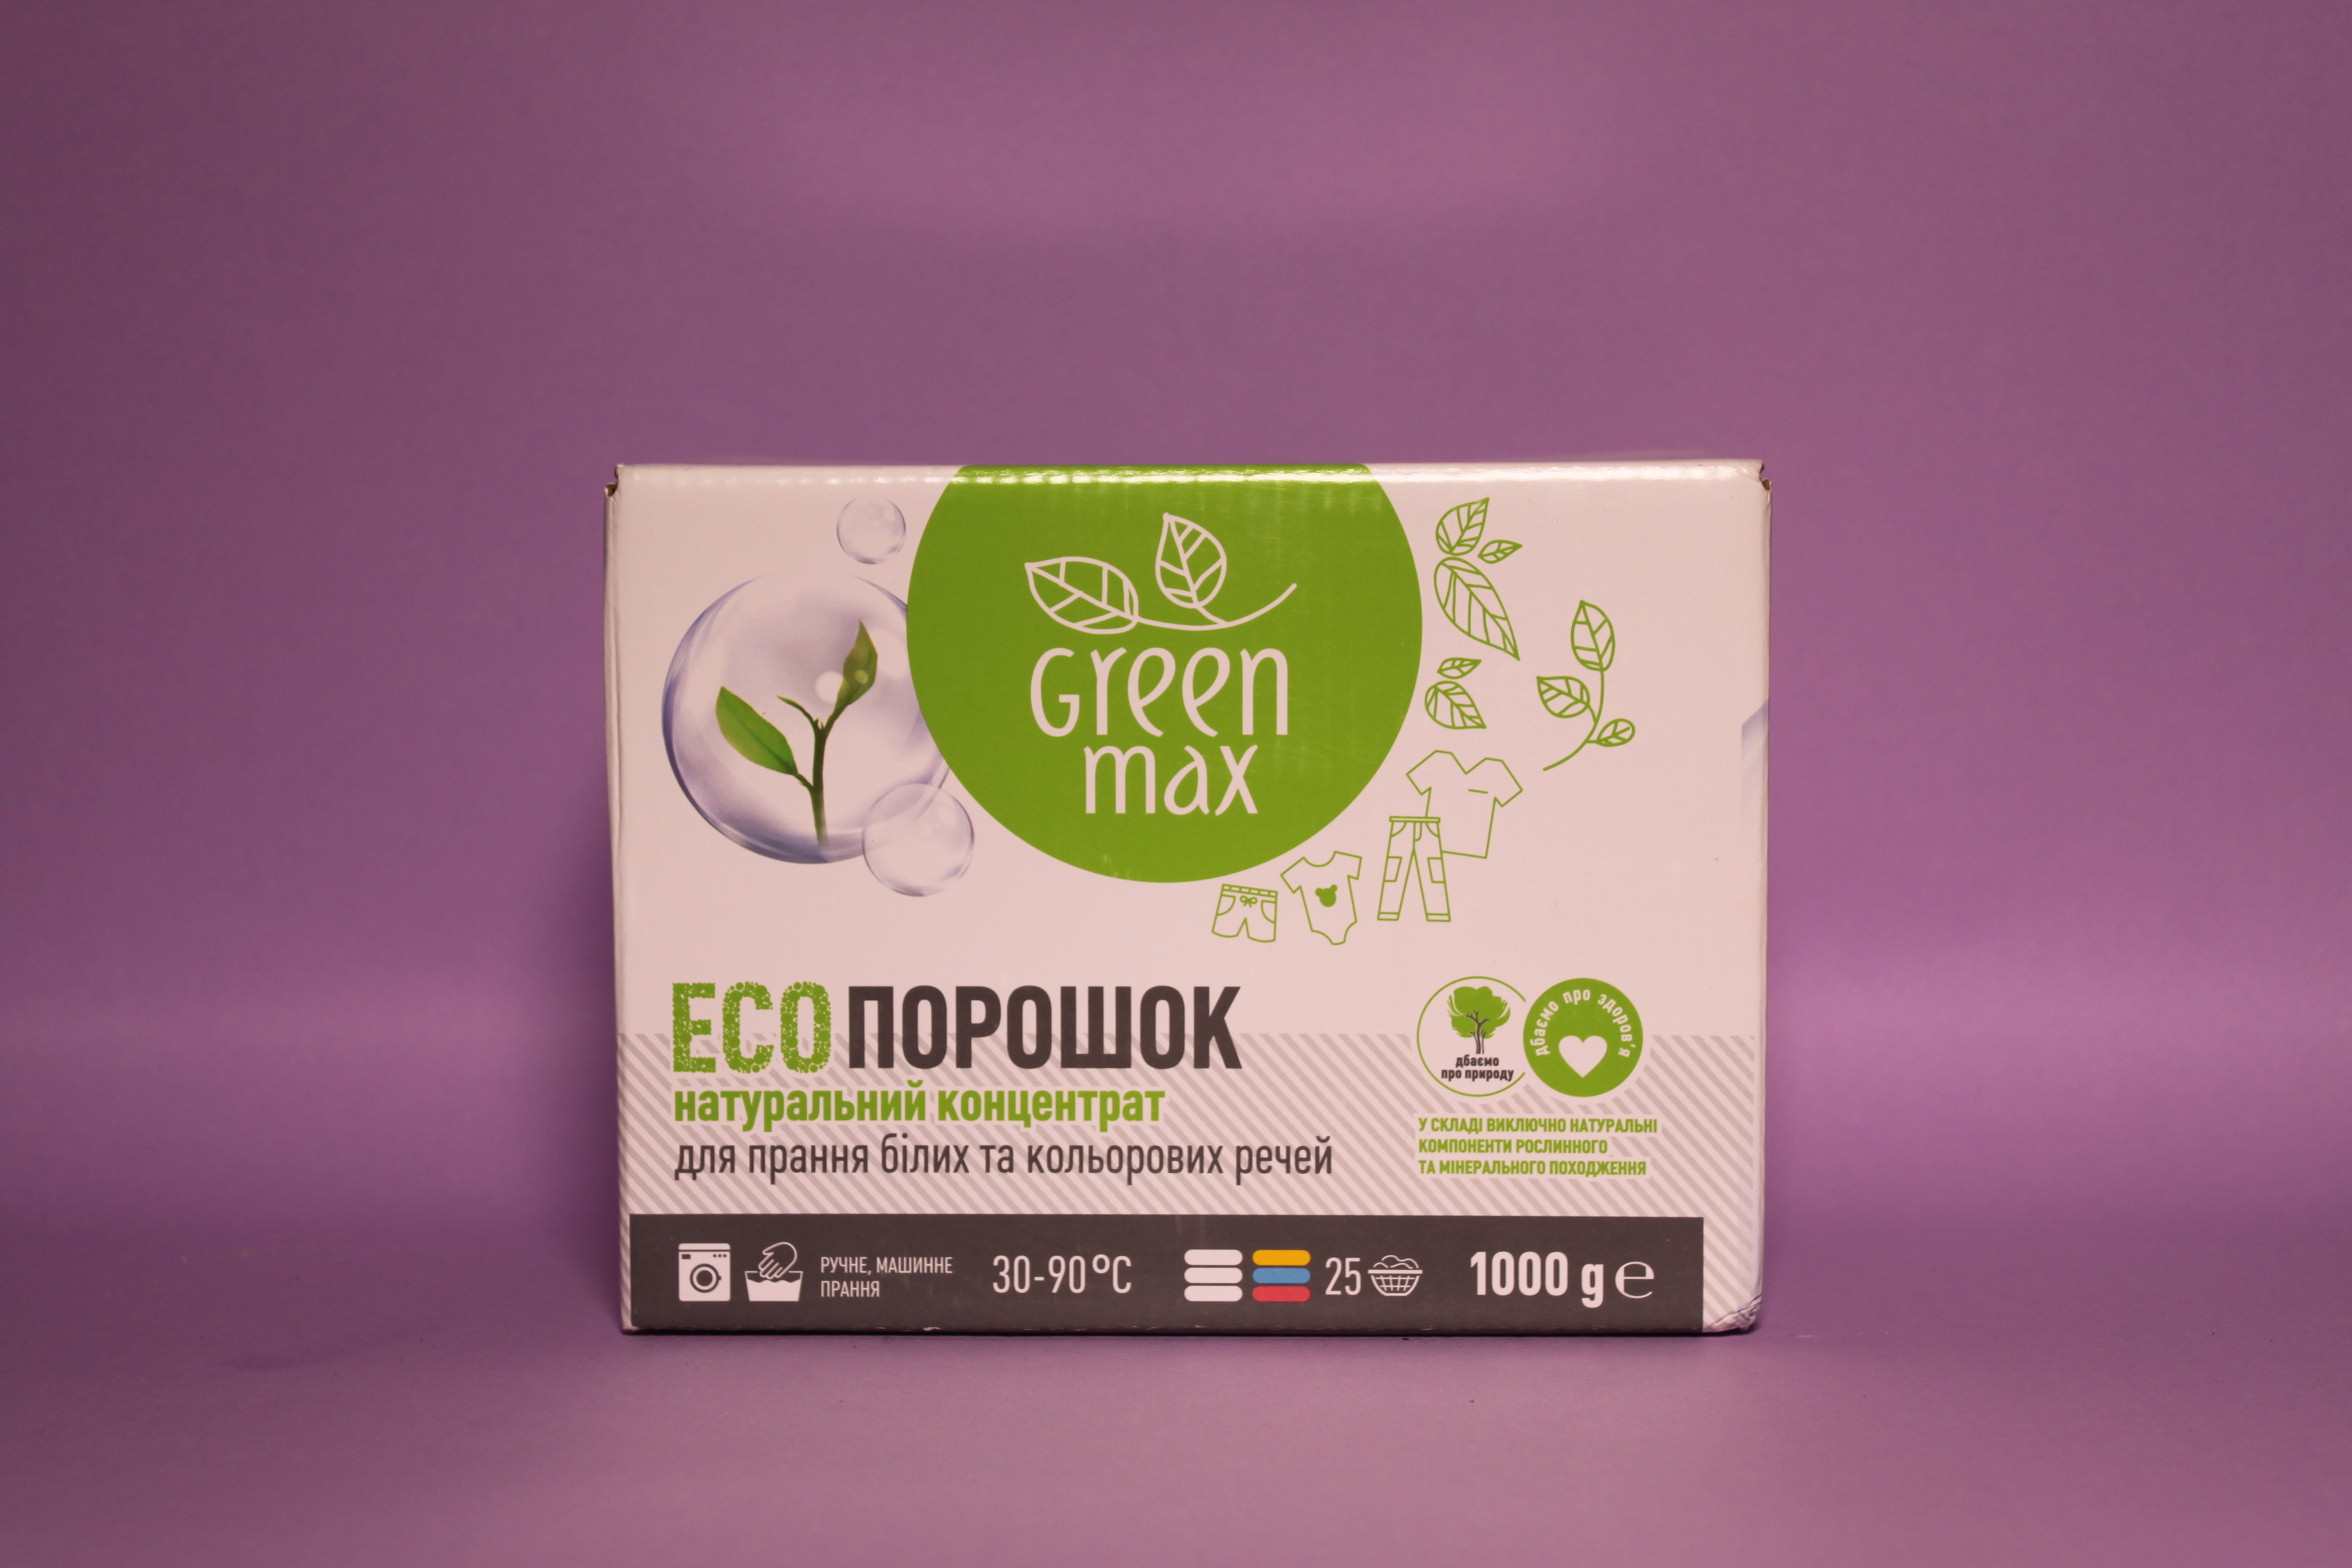 Green
max
ECO ПОРОШОК
натуральний концентрат
для прання білих та кольорових речей
дбаємо
про природу
дбаємо про здоров'я
У СКЛАДІ ВИКЛЮЧНО НАТУРАЛЬНІ
КОМПОНЕНТИ РОСЛИННОГО
ТА МІНЕРАЛЬНОГО ПОХОДЖЕННЯ
РУЧНЕ, МАШИННЕ
ПРАННЯ
30-90°C
25
1000 g e